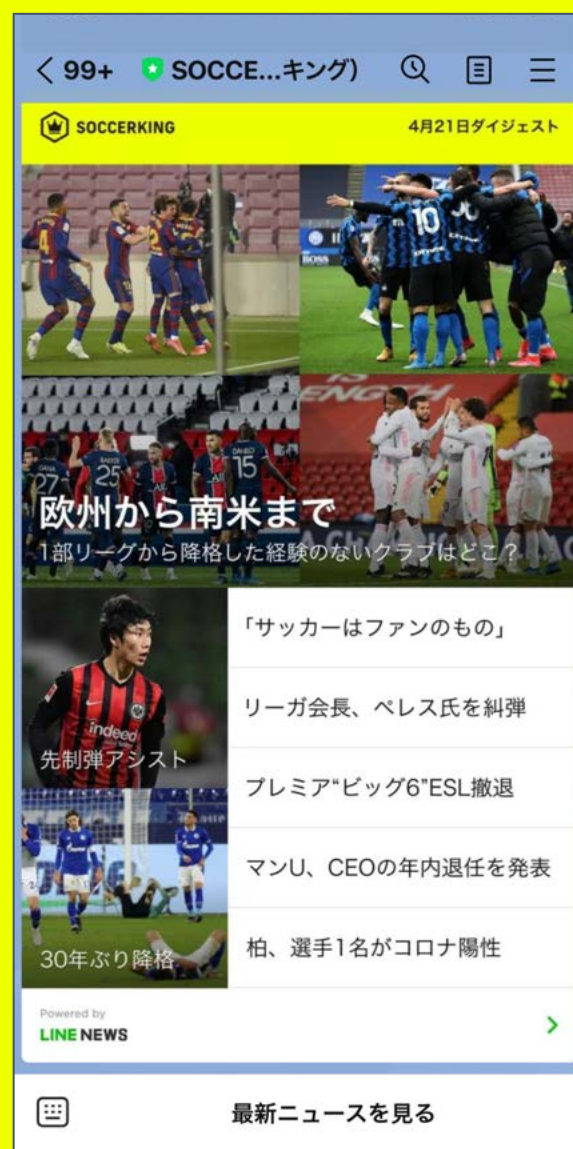 99+ SOCCE...キング)
SOCCERKING
4月21日ダイジェスト
10
4
27
25
15
欧州から南米まで
1部リーグから降格した経験のないクラブはどこ？
indeed
先制弾アシスト
30年ぶり降格
「サッカーはファンのもの」
リーガ会長、ペレス氏を糾弾
プレミア“ビッグ6”ESL撤退
マンU、CEOの年内退任を発表
柏、選手1名がコロナ陽性
Powered by
LINE NEWS
最新ニュースを見る